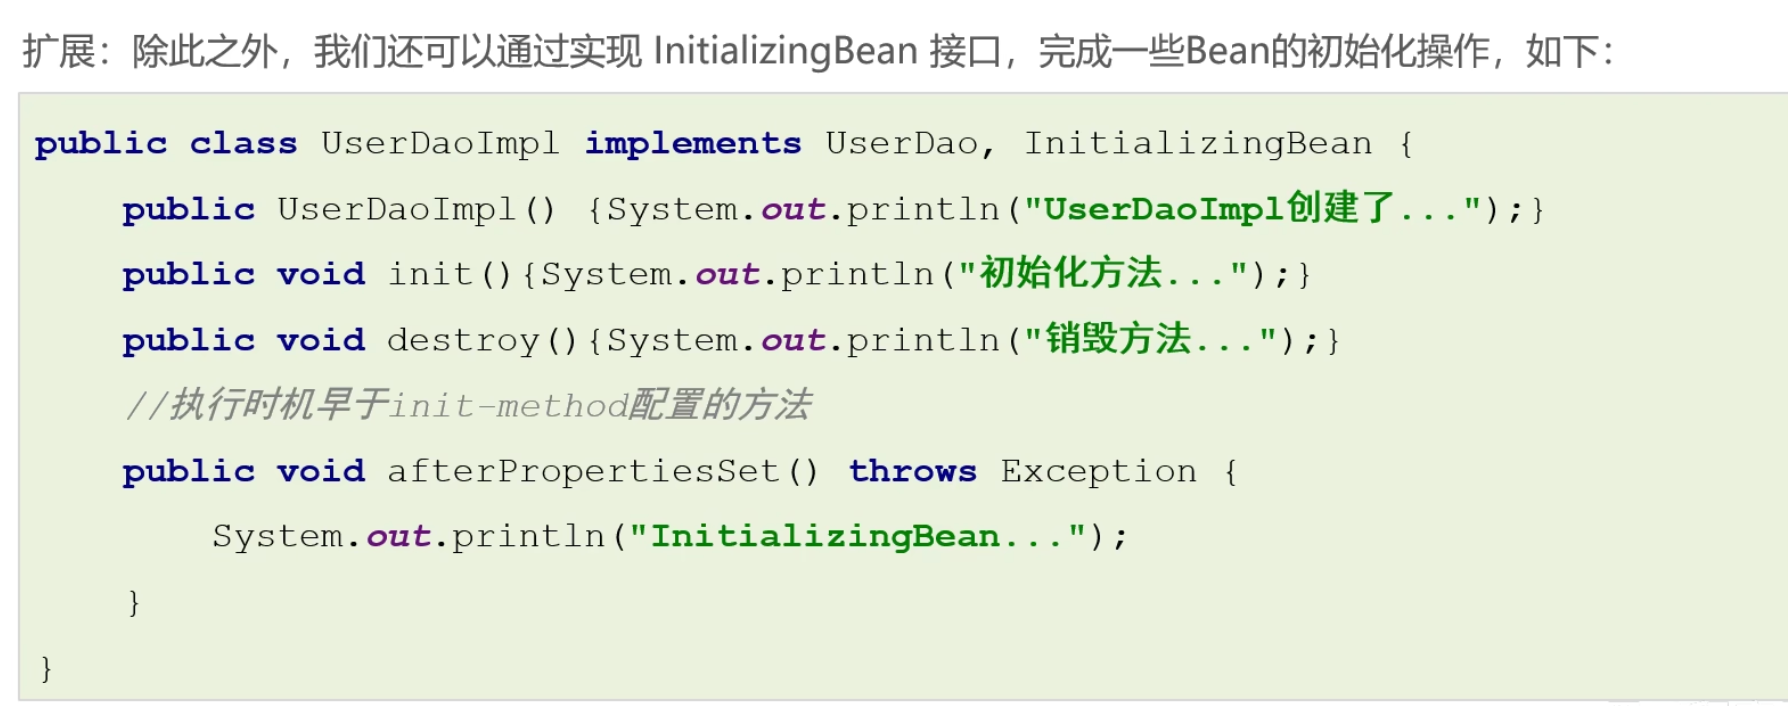 扩展：除此之外，我们还可以通过实现 InitializingBean 接口，完成一些Bean的初始化操作，如下：
public class UserDaoImpl implements UserDao, InitializingBean {
    public UserDaoImpl() {System.out.println("UserDaoImpl创建了...");}
    public void init(){System.out.println("初始化方法...");}
    public void destroy(){System.out.println("销毁方法...");}
    //执行时机早于init-method配置的方法
    public void afterPropertiesSet() throws Exception {
        System.out.println("InitializingBean...");
    }
}